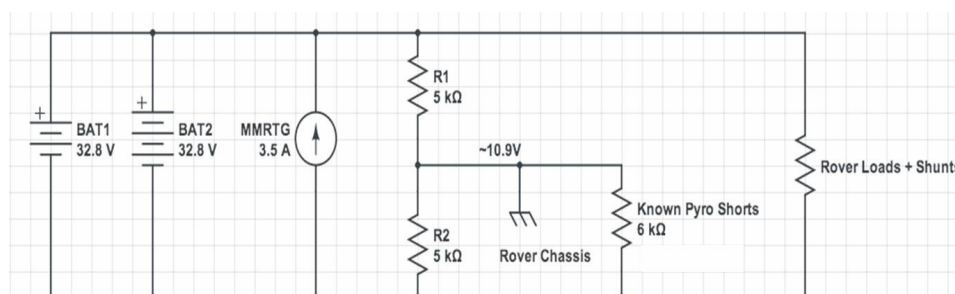 +
BAT1
32.8 V
+
BAT2
32.8 V
MMRTG
3.5 A
R1
5 kΩ
~10.9V
Rover Chassis
R2
5 kΩ
Known Pyro Shorts
6 kΩ
Rover Loads + Shunts